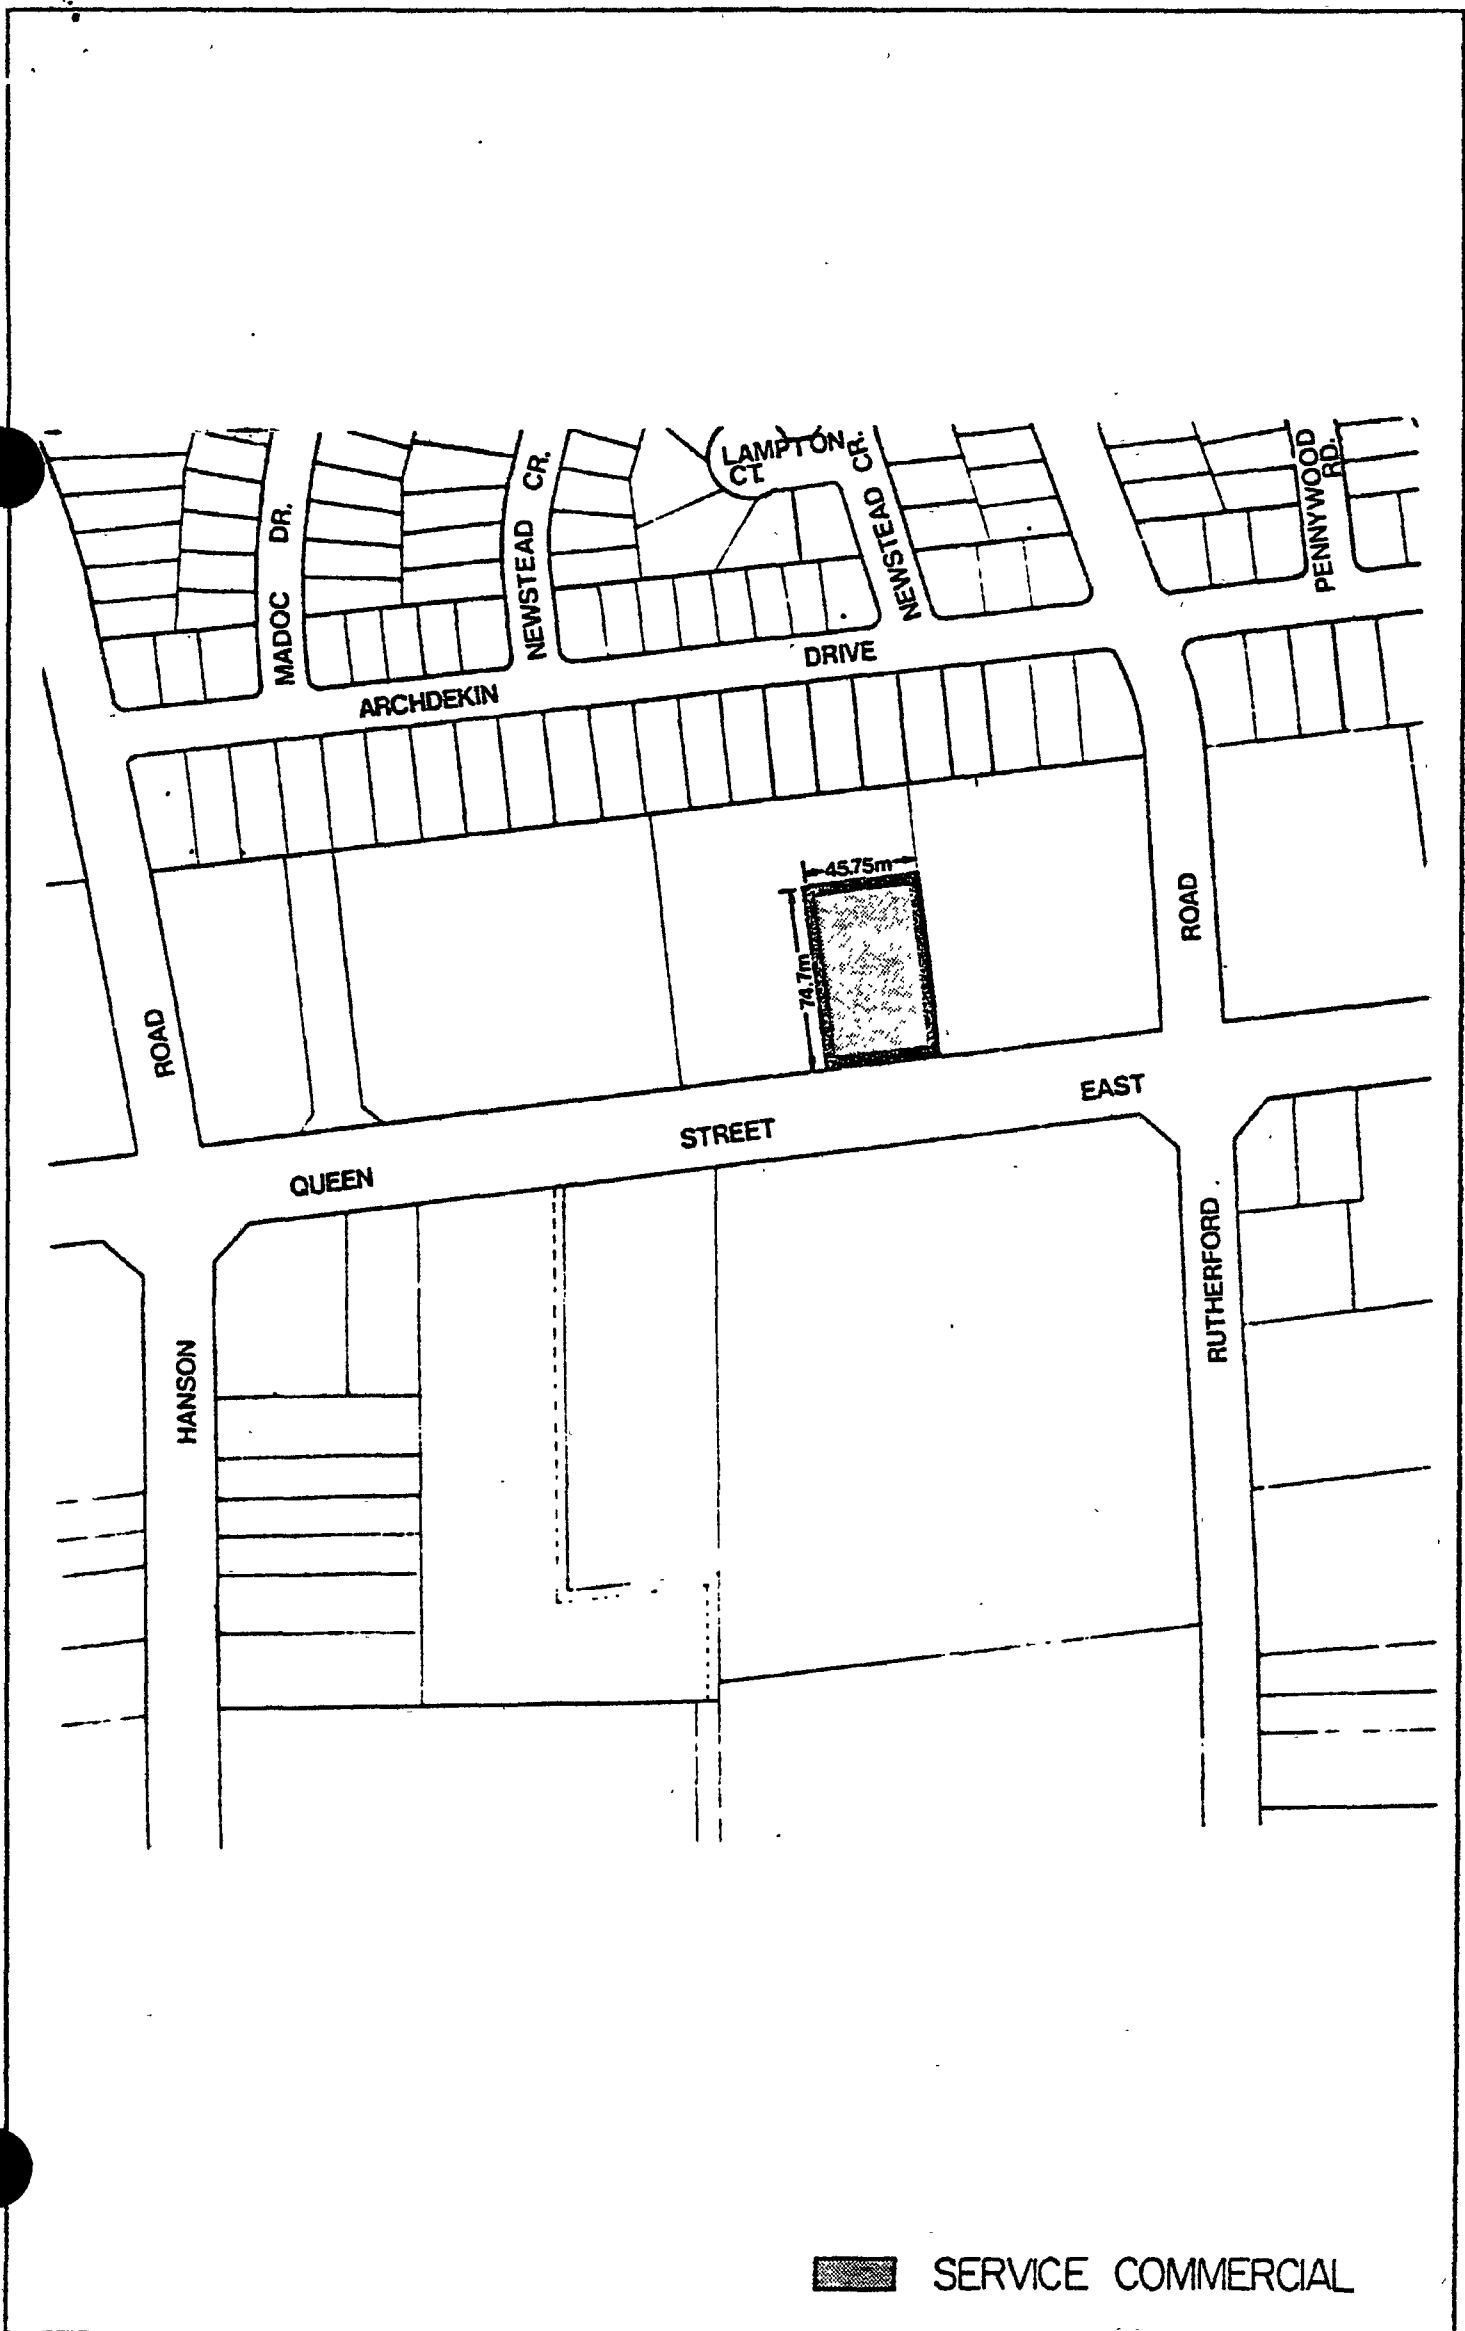 LAMPTON
CT.
NEWSTEAD CR.
PENNYWOOD
RD.
MADOC DR.
NEWSTEAD CR.
ARCHDEKIN DRIVE
45.75m
74.7m
ROAD
ROAD
QUEEN STREET EAST
HANSON
RUTHERFORD
SERVICE COMMERCIAL